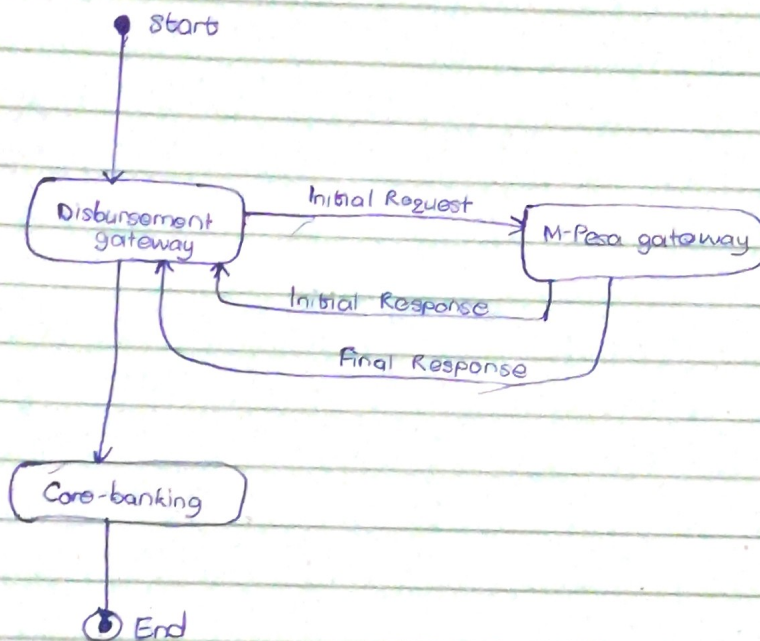 Start
Initial Request
Disbursement
gateway
M-Pesa gateway
Initial Response
Final Response
Core-banking
End